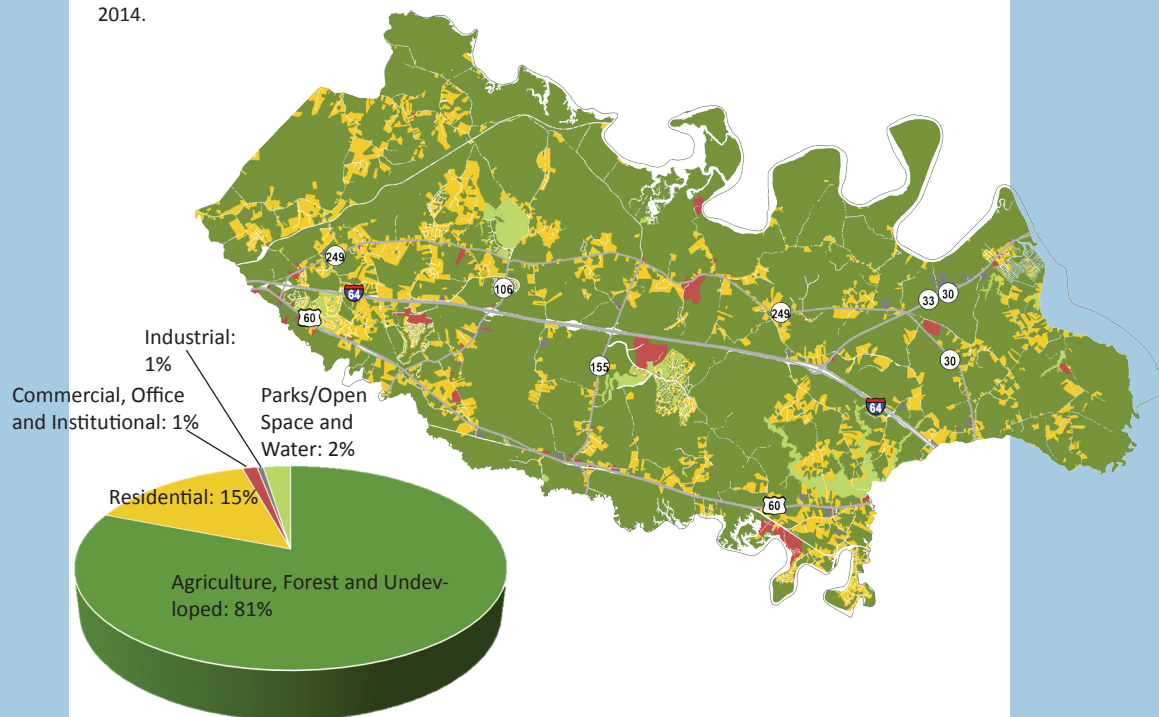 2014.
249
64
106
60
249
33
30
155
30
64
60
Industrial:
1%
Commercial, Office
and Institutional: 1%
Parks/Open
Space and
Water: 2%
Residential: 15%
Agriculture, Forest and Undev-
loped: 81%